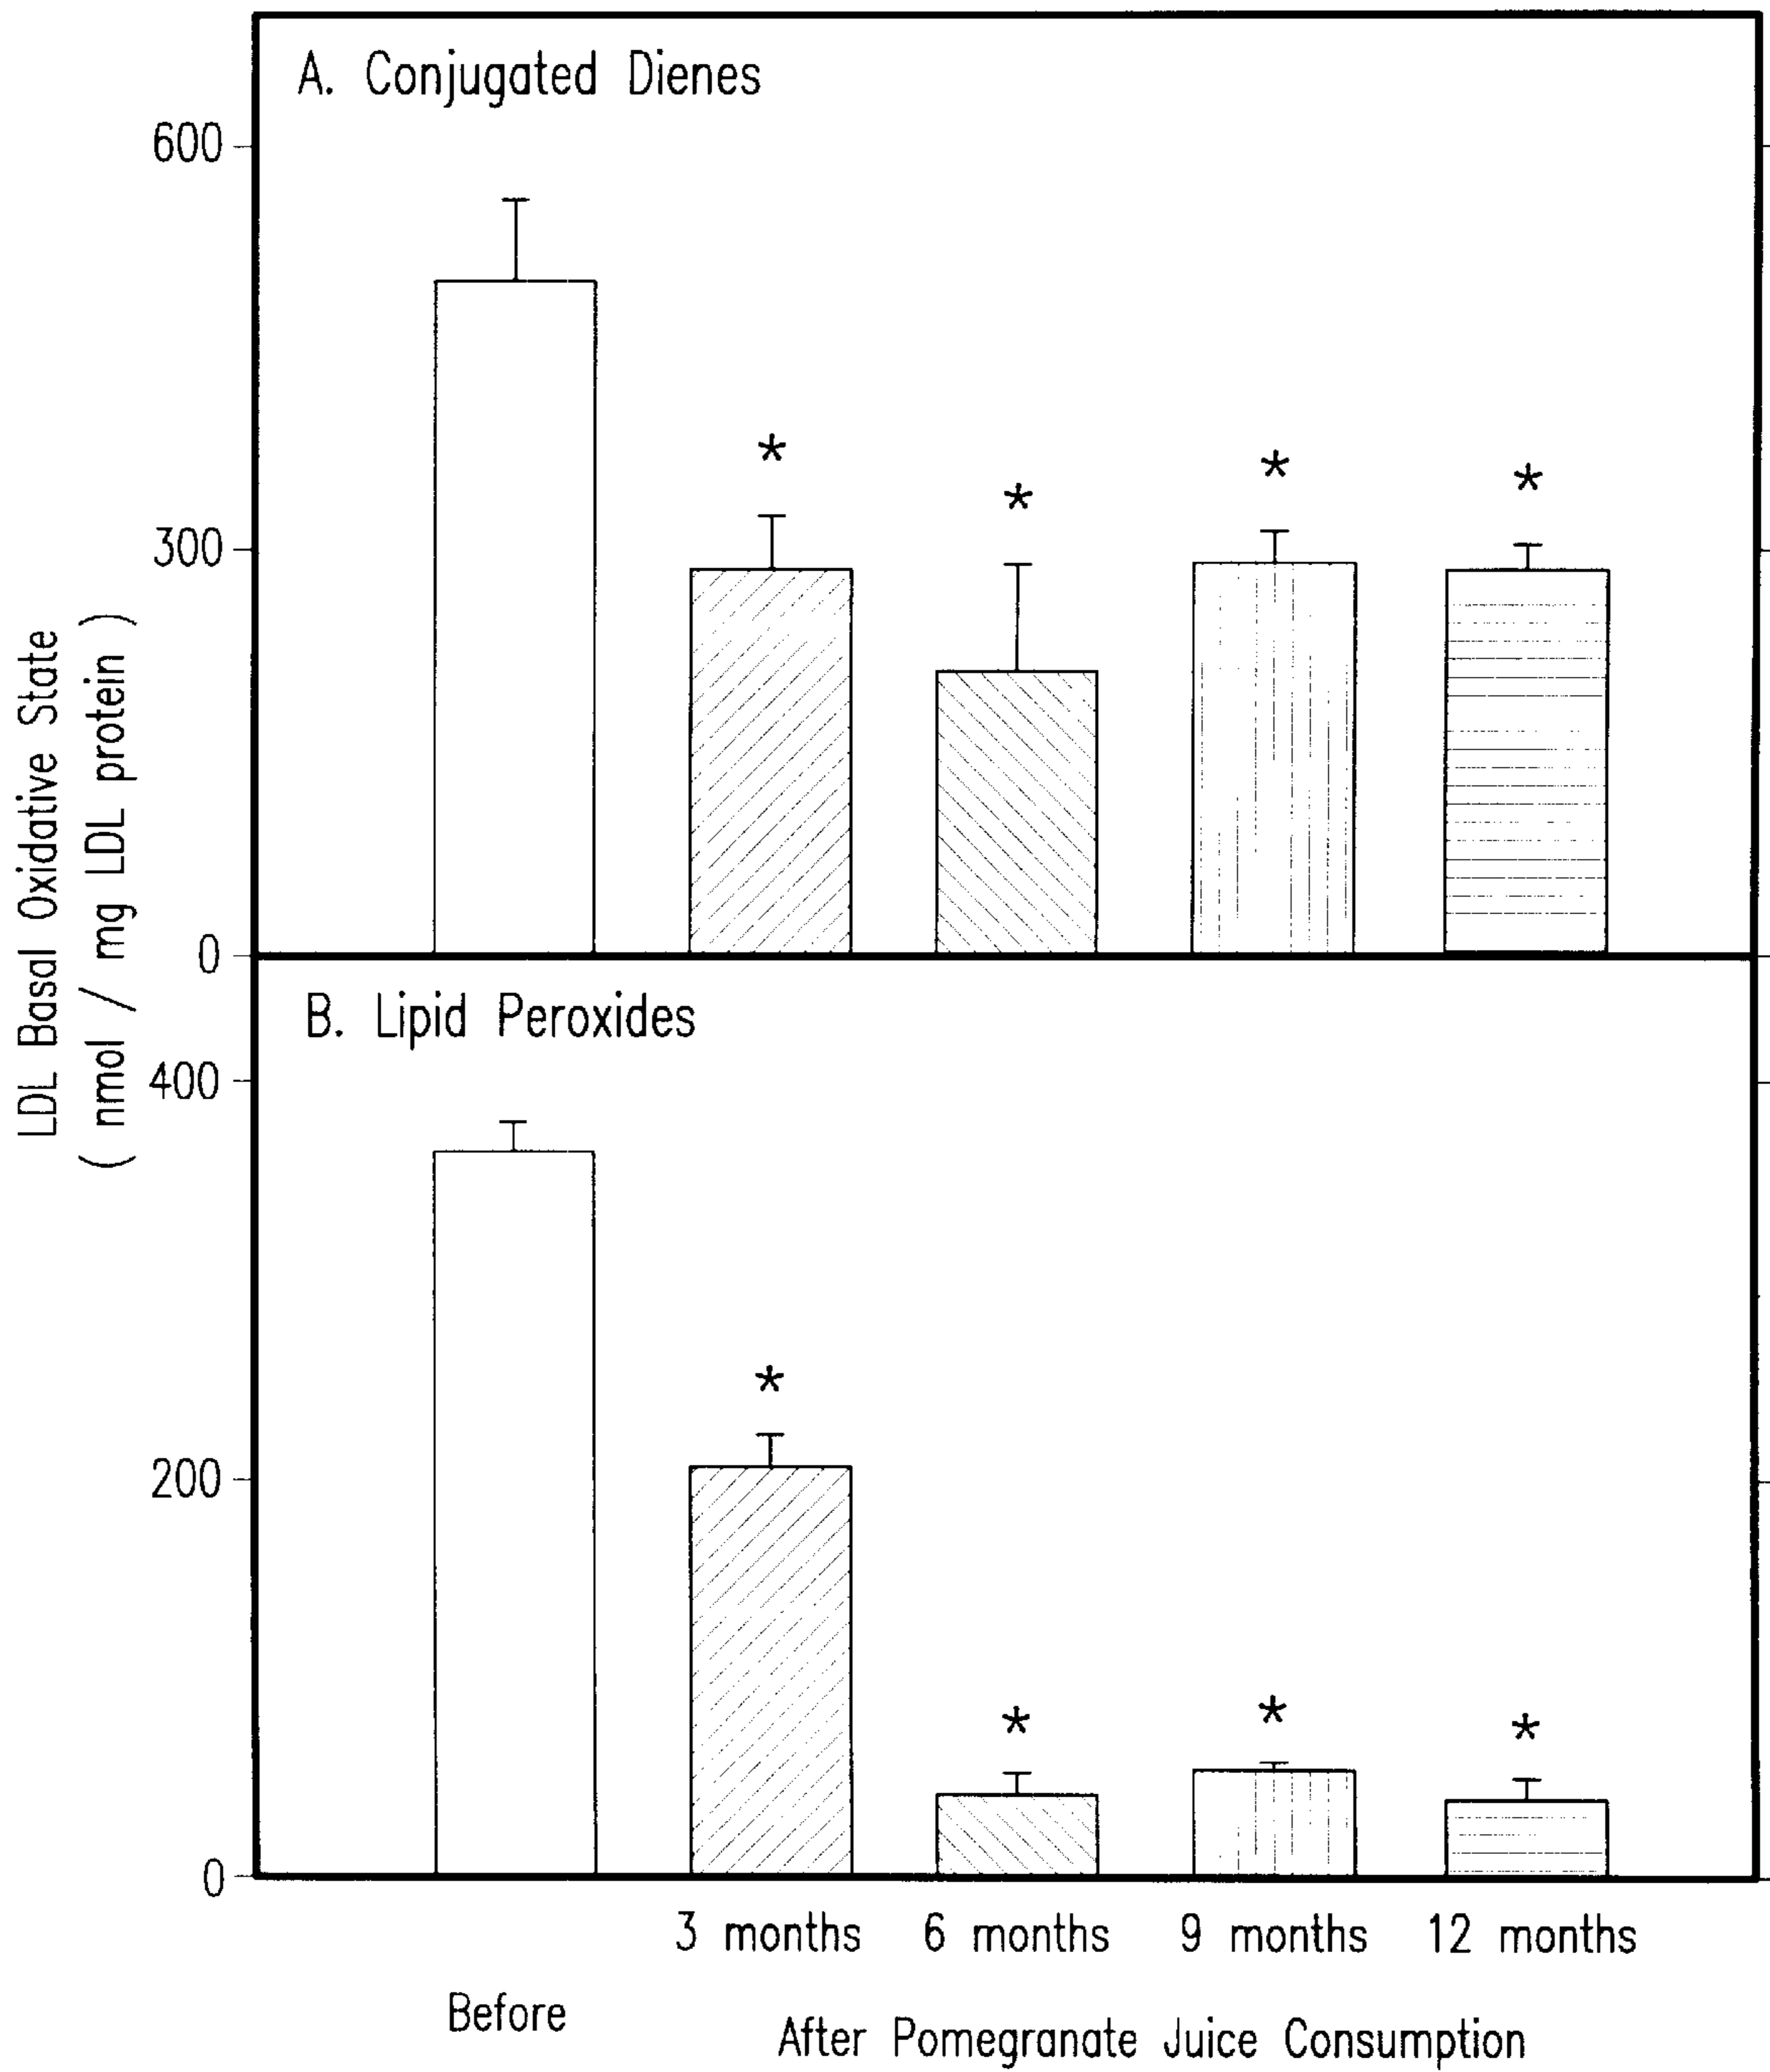 A. Conjugated Dienes
600
*
*
*
*
300
0
LDL Basal Oxidative State
( nmol / mg LDL protein )
B. Lipid Peroxides
400
*
200
*
*
*
0
3 months 6 months 9 months 12 months
Before
After Pomegranate Juice Consumption